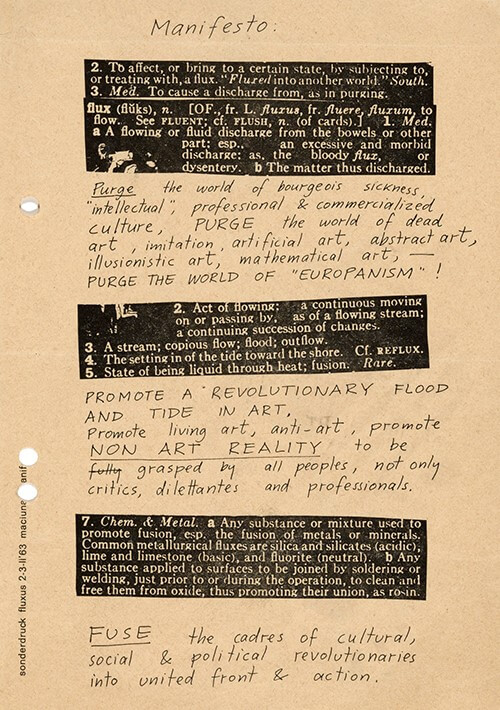 Manifesto:
2. To affect, or bring to a certain state, by subjecting to,
or treating with, a flux. "Fluxed into another world." South.
3. Med. To cause a discharge from, as in purging.
flux (flŭks), n. [OF., fr. L. fluxus, fr. fluere, fluxum, to
flow. See FLUENT; cf. FLUSH, n. (of cards).] 1. Med.
a A flowing or fluid discharge from the bowels or other
part: esp., an excessive and morbid
discharge: as, the bloody flux, or
dysentery. b The matter thus discharged.
Purge the world of bourgeois sickness,
"intellectual", professional & commercialized
culture, PURGE the world of dead
art, imitation, artificial art, abstract art,
illusionistic art, mathematical art, —
PURGE THE WORLD OF "EUROPANISM"!
2. Act of flowing: a continuous moving
on or passing by, as of a flowing stream;
a continuing succession of changes.
3. A stream; copious flow; flood; outflow.
4. The setting in of the tide toward the shore. Cf. REFLUX.
5. State of being liquid through heat; fusion. Rare.
PROMOTE A REVOLUTIONARY FLOOD
AND TIDE IN ART,
Promote living art, anti-art, promote
NON ART REALITY to be
fully grasped by all peoples, not only
critics, dilettantes and professionals.
7. Chem. & Metal. a Any substance or mixture used to
promote fusion, esp. the fusion of metals or minerals.
Common metallurgical fluxes are silica and silicates (acidic),
lime and limestone (basic), and fluorite (neutral). b Any
substance applied to surfaces to be joined by soldering or
welding, just prior to or during the operation, to clean and
free them from oxide, thus promoting their union, as rosin.
FUSE the cadres of cultural,
social & political revolutionaries
into united front & action.
sonderdruck fluxus 2-3-II'63 maciuna anif